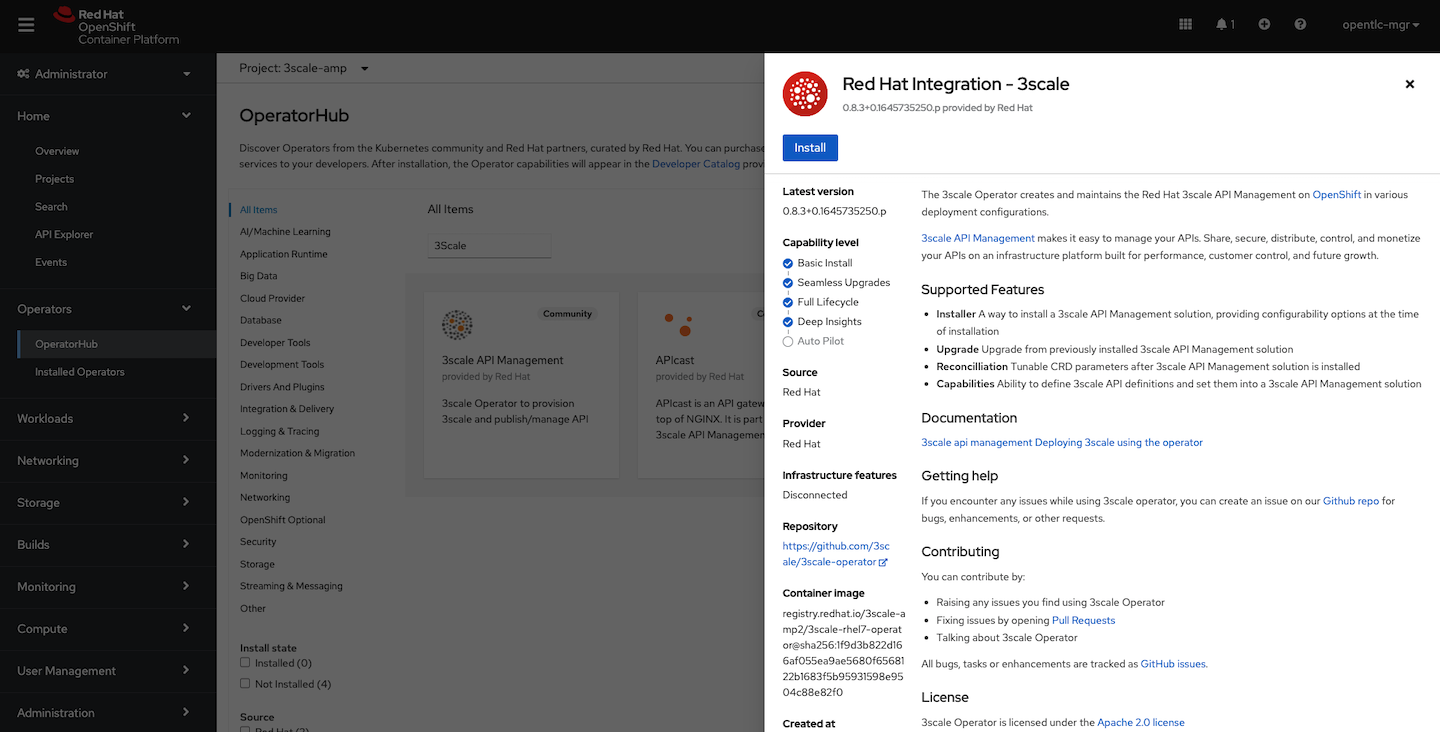 Red Hat
OpenShift
Container Platform
1
opentlc-mgr
Administrator
Home
Overview
Projects
Search
API Explorer
Events
Operators
OperatorHub
Installed Operators
Workloads
Networking
Storage
Builds
Monitoring
Compute
User Management
Administration
Project: 3scale-amp
OperatorHub
Discover Operators from the Kubernetes community and Red Hat partners, curated by Red Hat. You can purchase
services to your developers. After installation, the Operator capabilities will appear in the Developer Catalog
All Items
AI/Machine Learning
Application Runtime
Big Data
Cloud Provider
Database
Developer Tools
Development Tools
Drivers And Plugins
Integration & Delivery
Logging & Tracing
Modernization & Migration
Monitoring
Networking
OpenShift Optional
Security
Storage
Streaming & Messaging
Other
Install state
Installed (0)
Not Installed (4)
Source
Red Hat (2)
All Items
3Scale
Community
3scale API Management
provided by Red Hat
3scale Operator to provision
3scale and publish/manage API
APIcast
provided by Red Hat
APIcast is an API
top of NGINX. It is part
3scale API
Red Hat Integration - 3scale
0.8.3+0.1645735250.p provided by Red Hat
Install
Latest version
0.8.3+0.1645735250.p
Capability level
Basic Install
Seamless Upgrades
Full Lifecycle
Deep Insights
Auto Pilot
Source
Red Hat
Provider
Red Hat
Infrastructure features
Disconnected
Repository
https://github.com/3sc
ale/3scale-operator
Container image
registry.redhat.io/3scale-a
mp2/3scale-rhel7-operat
or@sha256:1f9d3b822d16
6af055ea9ae5680f65681
22b1683f5b95931598e95
04c88e82f0
Created at
The 3scale Operator creates and maintains the Red Hat 3scale API Management on OpenShift in various
deployment configurations.
3scale API Management makes it easy to manage your APIs. Share, secure, distribute, control, and monetize
your APIs on an infrastructure platform built for performance, customer control, and future growth.
Supported Features
Installer A way to install a 3scale API Management solution, providing configurability options at the time
of installation
Upgrade Upgrade from previously installed 3scale API Management solution
Reconcilliation Tunable CRD parameters after 3scale API Management solution is installed
Capabilities Ability to define 3scale API definitions and set them into a 3scale API Management solution
Documentation
3scale api management Deploying 3scale using the operator
Getting help
If you encounter any issues while using 3scale operator, you can create an issue on our Github repo for
bugs, enhancements, or other requests.
Contributing
You can contribute by:
Raising any issues you find using 3scale Operator
Fixing issues by opening Pull Requests
Talking about 3scale Operator
All bugs, tasks or enhancements are tracked as GitHub issues.
License
3scale Operator is licensed under the Apache 2.0 license